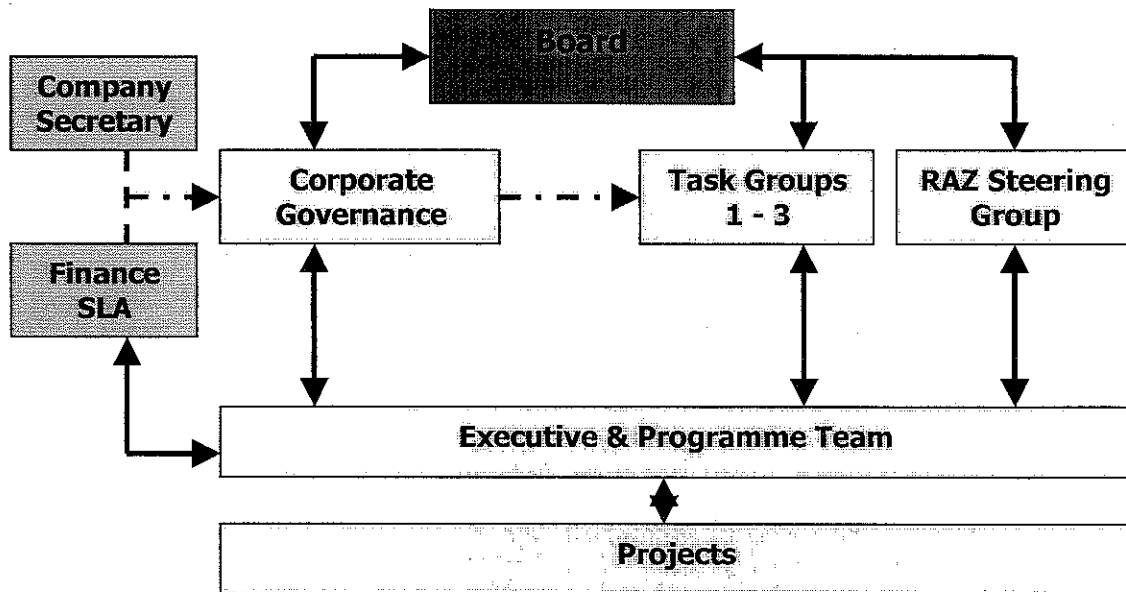 Board
Company
Secretary
Corporate
Governance
Task Groups
1 - 3
RAZ Steering
Group
Finance
SLA
Executive & Programme Team
Projects